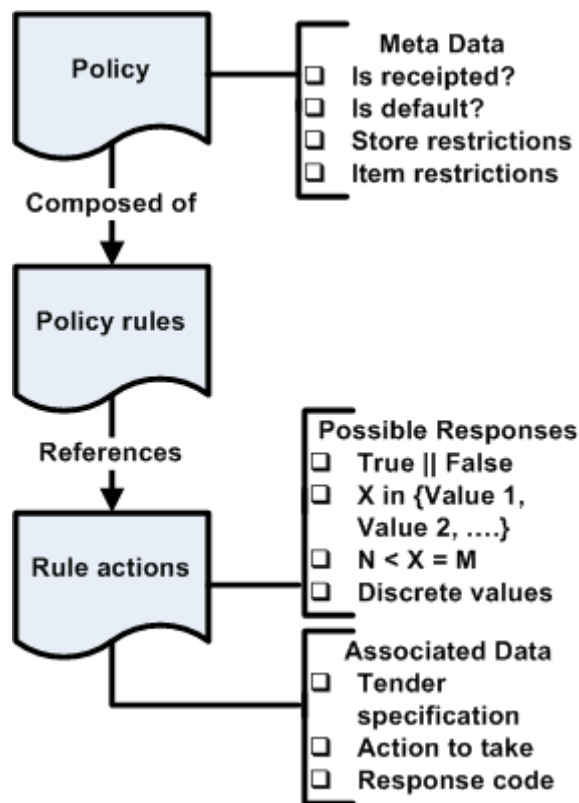 Policy
Meta Data
❑ Is receipted?
❑ Is default?
❑ Store restrictions
❑ Item restrictions
Composed of
Policy rules
References
Possible Responses
❑ True || False
❑ X in {Value 1,
Value 2, ....}
❑ N < X = M
❑ Discrete values
Rule actions
Associated Data
❑ Tender
specification
❑ Action to take
❑ Response code